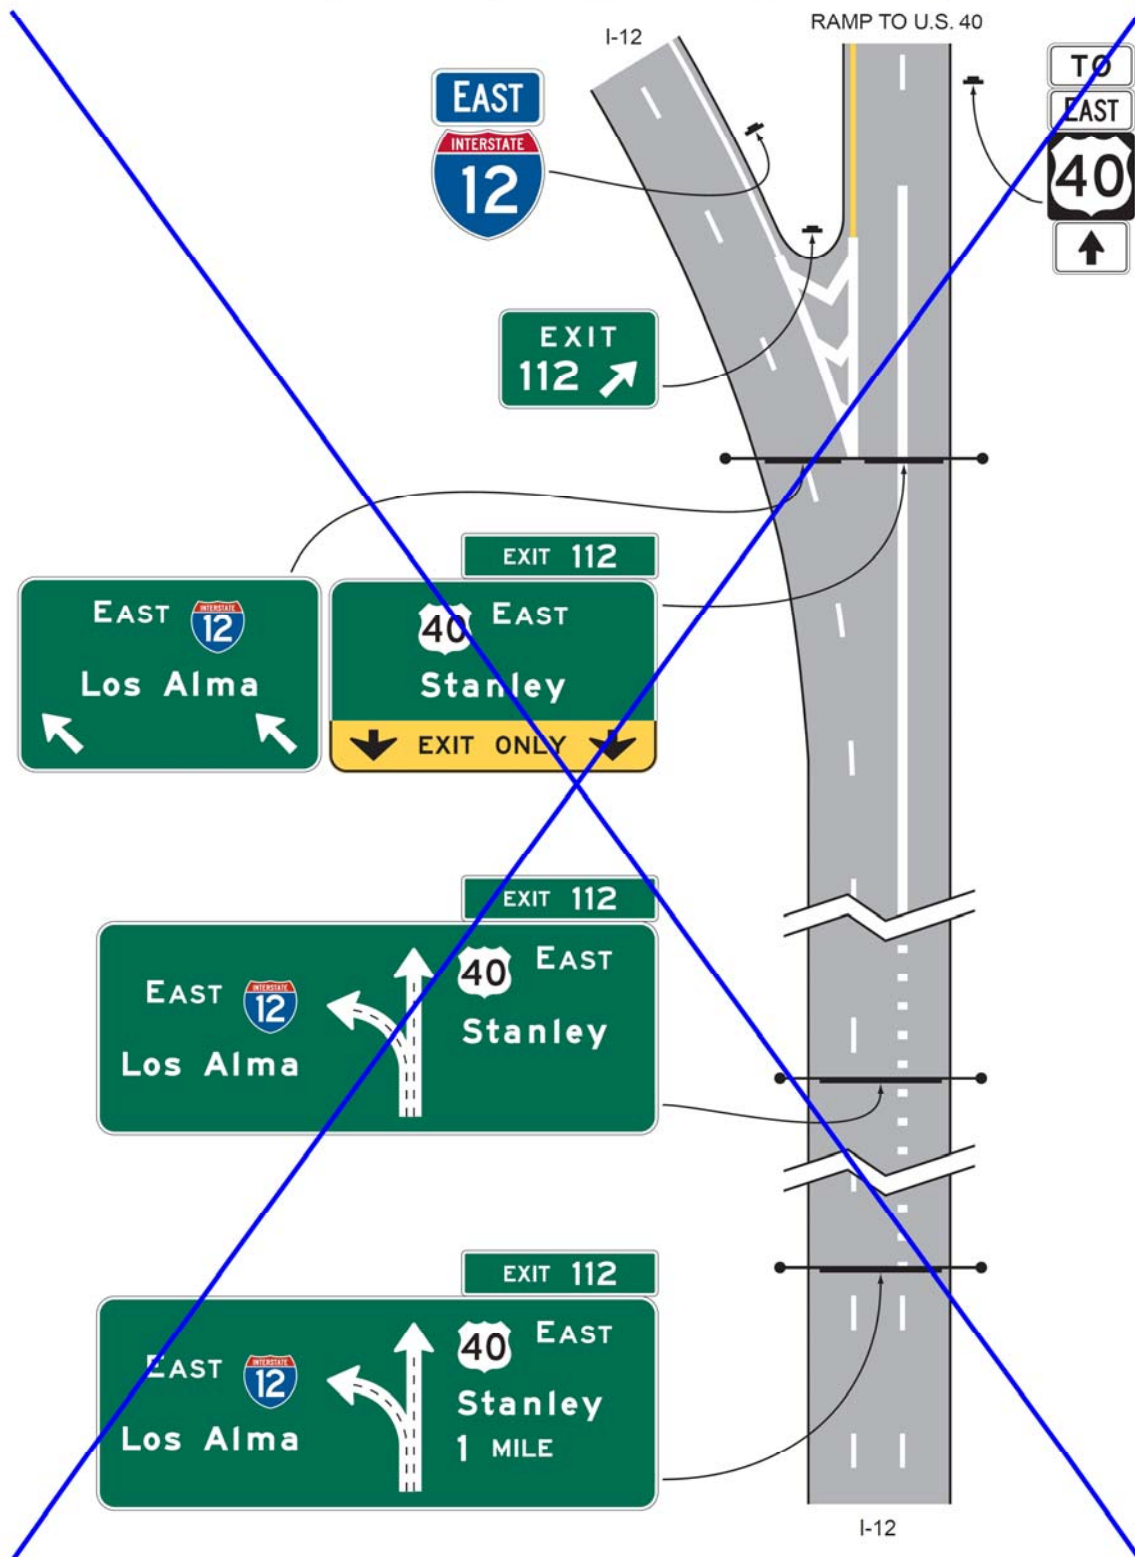 RAMP TO U.S. 40
I-12
TO
EAST
40
EAST
INTERSTATE
12
EXIT
112
EXIT 112
EAST
INTERSTATE
12
Los Alma
40 EAST
Stanley
EXIT ONLY
EXIT 112
EAST
INTERSTATE
12
Los Alma
40 EAST
Stanley
EXIT 112
EAST
INTERSTATE
12
Los Alma
40 EAST
Stanley
1 MILE
I-12